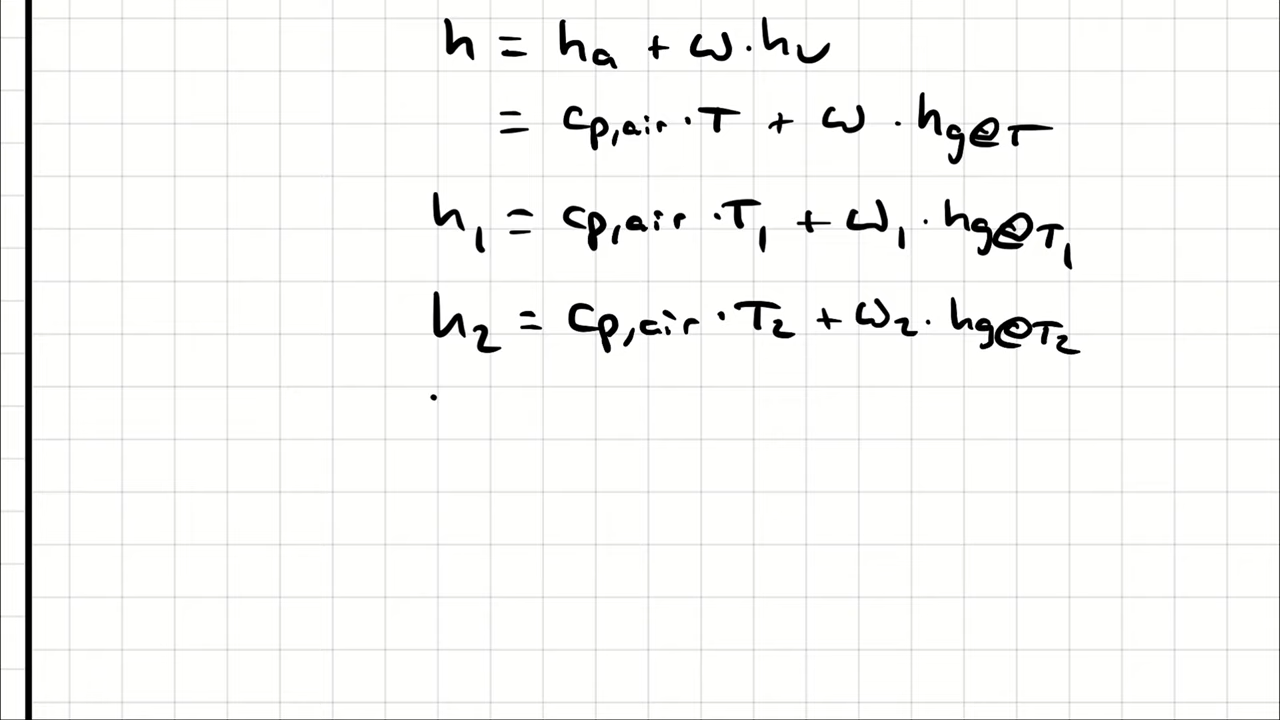 h = ha + ω · hv
= cp,air · T + ω · hg@T
h1 = cp,air · T1 + ω1 · hg@T1
h2 = cp,air · T2 + ω2 · hg@T2